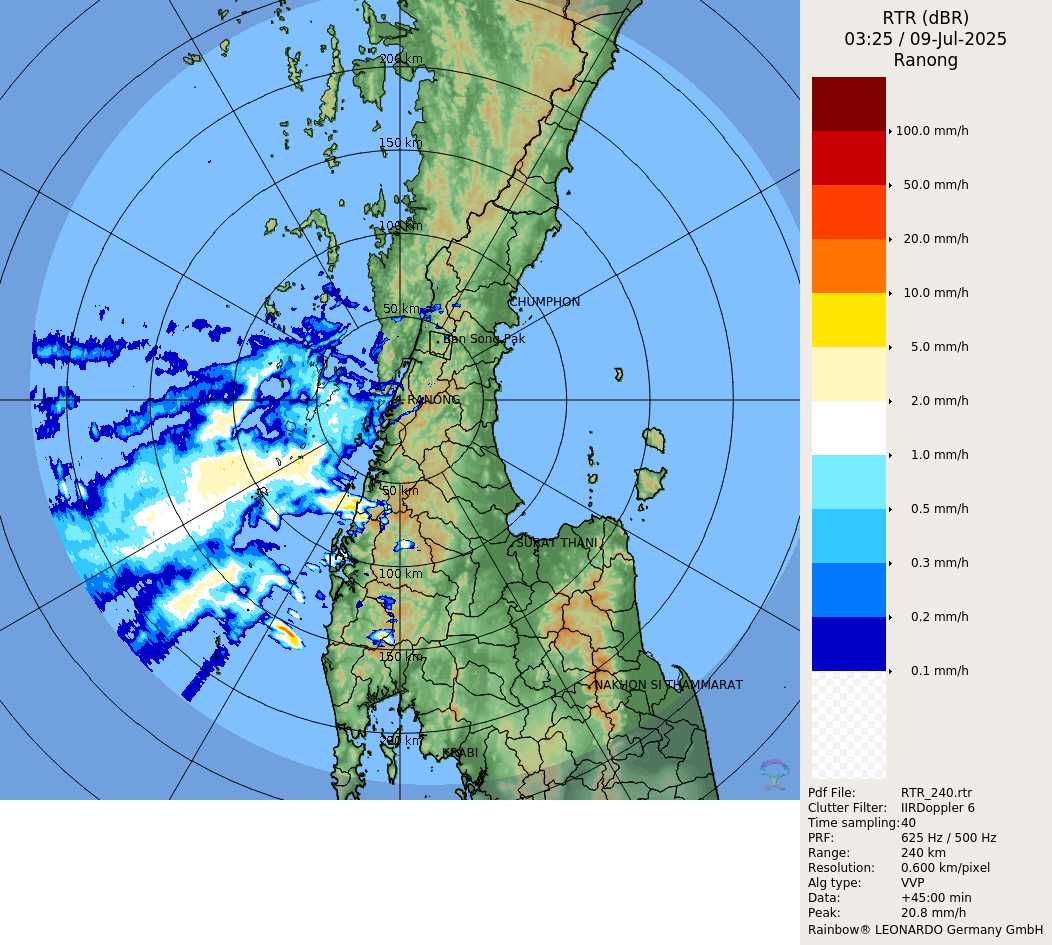 RTR (dBR)
03:25 / 09-Jul-2025
Ranong
100.0 mm/h
50.0 mm/h
20.0 mm/h
10.0 mm/h
5.0 mm/h
2.0 mm/h
1.0 mm/h
0.5 mm/h
0.3 mm/h
0.2 mm/h
0.1 mm/h
200 km
150 km
100 km
50 km
CHUMPHON
Ban Song Pak
RANONG
50 km
SURAT THANI
100 km
150 km
NAKHON SI THAMMARAT
200 km
KRABI
Pdf File: RTR_240.rtr
Clutter Filter: IIRDoppler 6
Time sampling: 40
PRF: 625 Hz / 500 Hz
Range: 240 km
Resolution: 0.600 km/pixel
Alg type: VVP
Data: +45:00 min
Peak: 20.8 mm/h
Rainbow® LEONARDO Germany GmbH